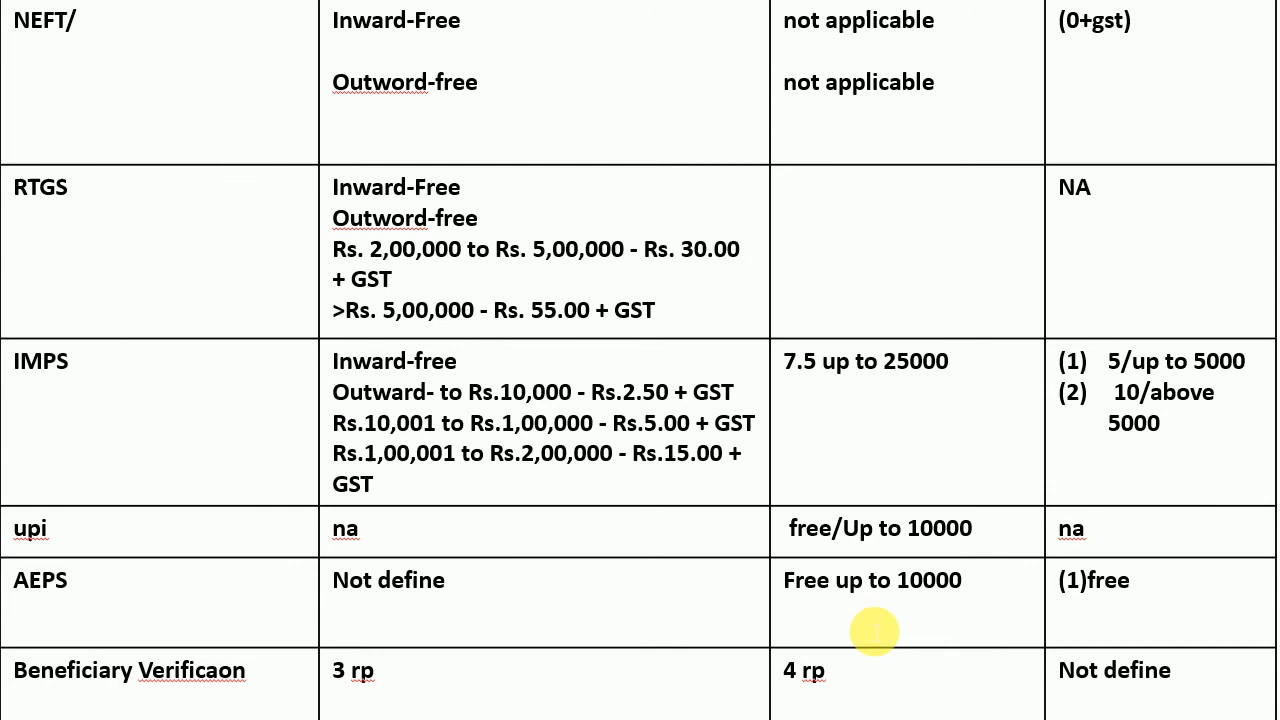 NEFT/
Inward-Free
Outword-free
not applicable
not applicable
(0+gst)
RTGS
Inward-Free
Outword-free
Rs. 2,00,000 to Rs. 5,00,000 - Rs. 30.00
+ GST
>Rs. 5,00,000 - Rs. 55.00 + GST
NA
IMPS
Inward-free
Outward- to Rs.10,000 - Rs.2.50 + GST
Rs.10,001 to Rs.1,00,000 - Rs.5.00 + GST
Rs.1,00,001 to Rs.2,00,000 - Rs.15.00 +
GST
7.5 up to 25000
(1) 5/up to 5000
(2) 10/above
5000
upi
na
free/Up to 10000
na
AEPS
Not define
Free up to 10000
(1)free
Beneficiary Verificaon
3 rp
4 rp
Not define